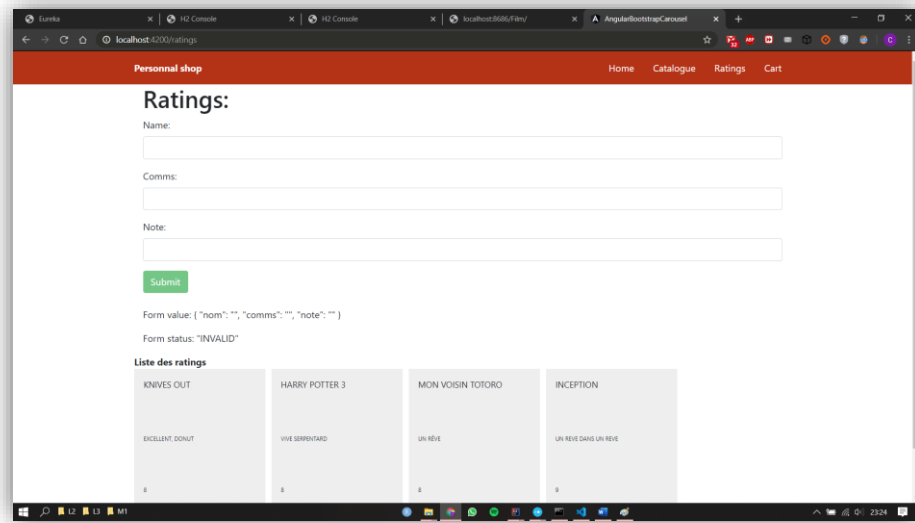 Eureka H2 Console H2 Console localhost:8686/Film/ AngularBootstrapCarousel
localhost:4200/ratings
Personnal shop Home Catalogue Ratings Cart
Ratings:
Name:
Comms:
Note:
Submit
Form value: { "nom": "", "comms": "", "note": "" }
Form status: "INVALID"
Liste des ratings
KNIVES OUT HARRY POTTER 3 MON VOISIN TOTORO INCEPTION
EXCELLENT, DONUT VIVE SERPENTARD UN RÊVE UN REVE DANS UN REVE
8 8 8 9
L2 L3 M1 23:24